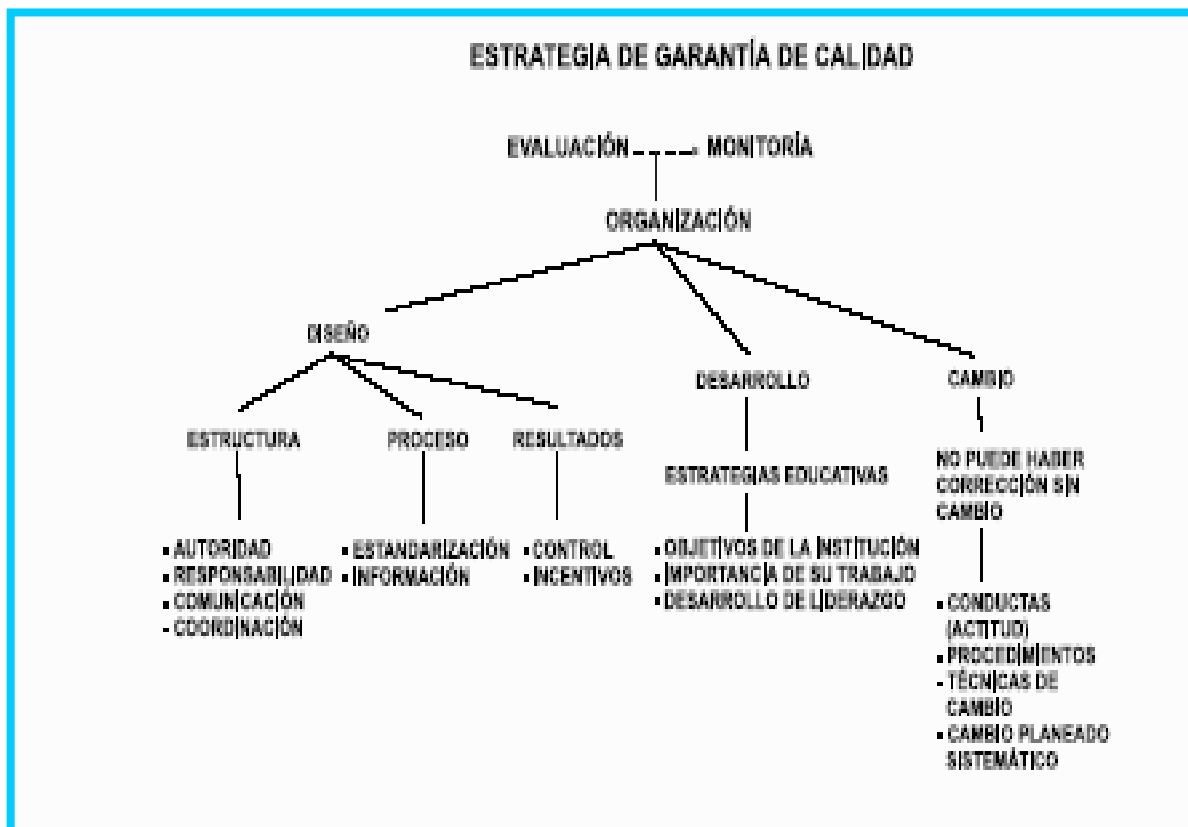 ESTRATEGIA DE GARANTÍA DE CALIDAD
EVALUACIÓN MONITORÍA
ORGANIZACIÓN
DISEÑO
DESARROLLO
CAMBIO
ESTRUCTURA
PROCESO
RESULTADOS
ESTRATEGIAS EDUCATIVAS
NO PUEDE HABER
CORRECCIÓN SIN
CAMBIO
- AUTORIDAD
- RESPONSABILIDAD
- COMUNICACIÓN
- COORDINACIÓN
- ESTANDARIZACIÓN
- INFORMACIÓN
- CONTROL
- INCENTIVOS
- OBJETIVOS DE LA INSTITUCIÓN
- IMPORTANCIA DE SU TRABAJO
- DESARROLLO DE LIDERAZGO
- CONDUCTAS
(ACTITUD)
- PROCEDIMIENTOS
- TÉCNICAS DE
CAMBIO
- CAMBIO PLANEADO
SISTEMÁTICO